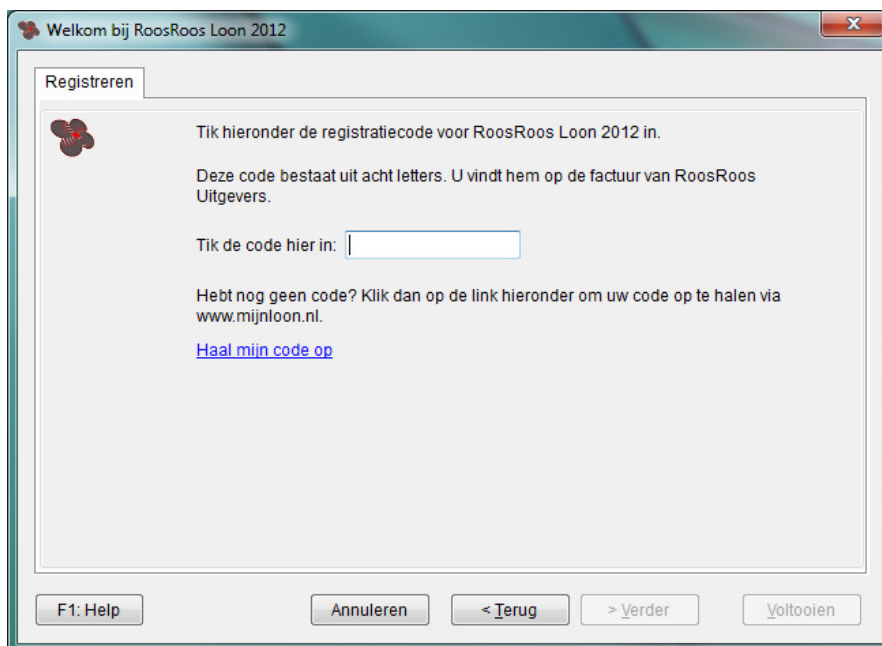 Welkom bij RoosRoos Loon 2012
Registreren
Tik hieronder de registratiecode voor RoosRoos Loon 2012 in.
Deze code bestaat uit acht letters. U vindt hem op de factuur van RoosRoos
Uitgevers.
Tik de code hier in:
Hebt nog geen code? Klik dan op de link hieronder om uw code op te halen via
www.mijnloon.nl.
Haal mijn code op
F1: Help Annuleren < Terug > Verder Voltooien